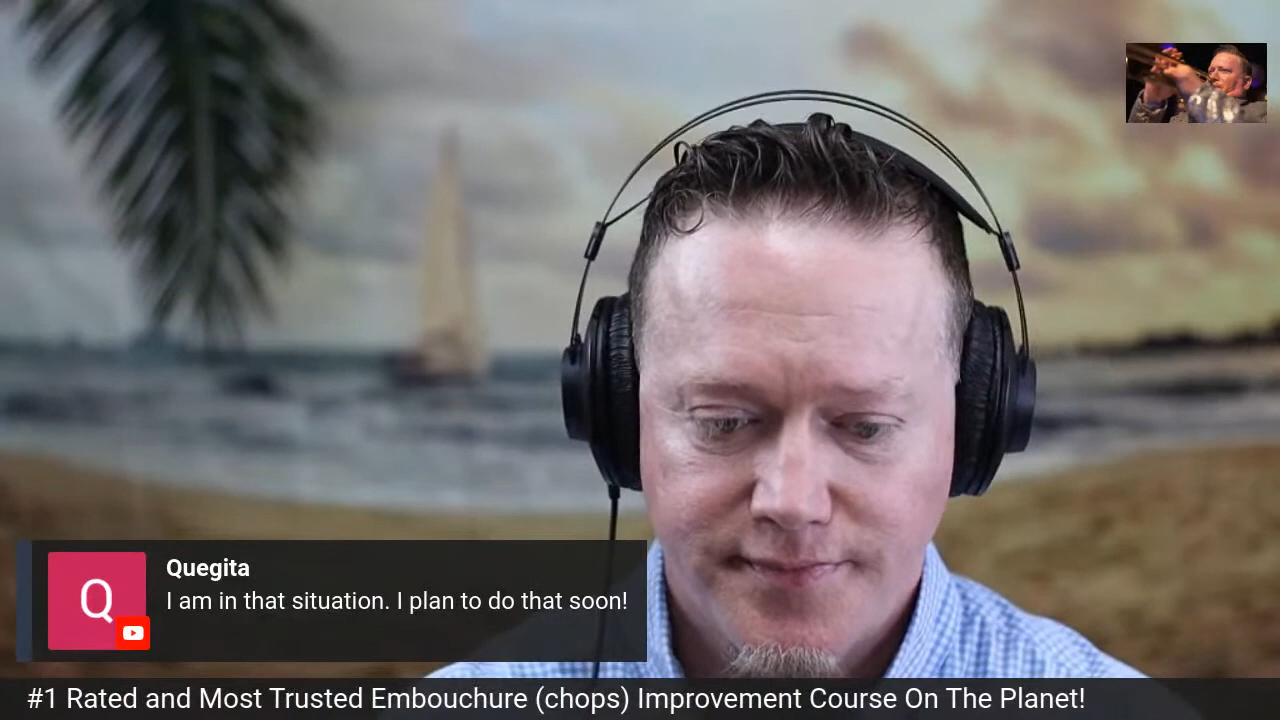 Q
Quegita
I am in that situation. I plan to do that soon!
#1 Rated and Most Trusted Embouchure (chops) Improvement Course On The Planet!